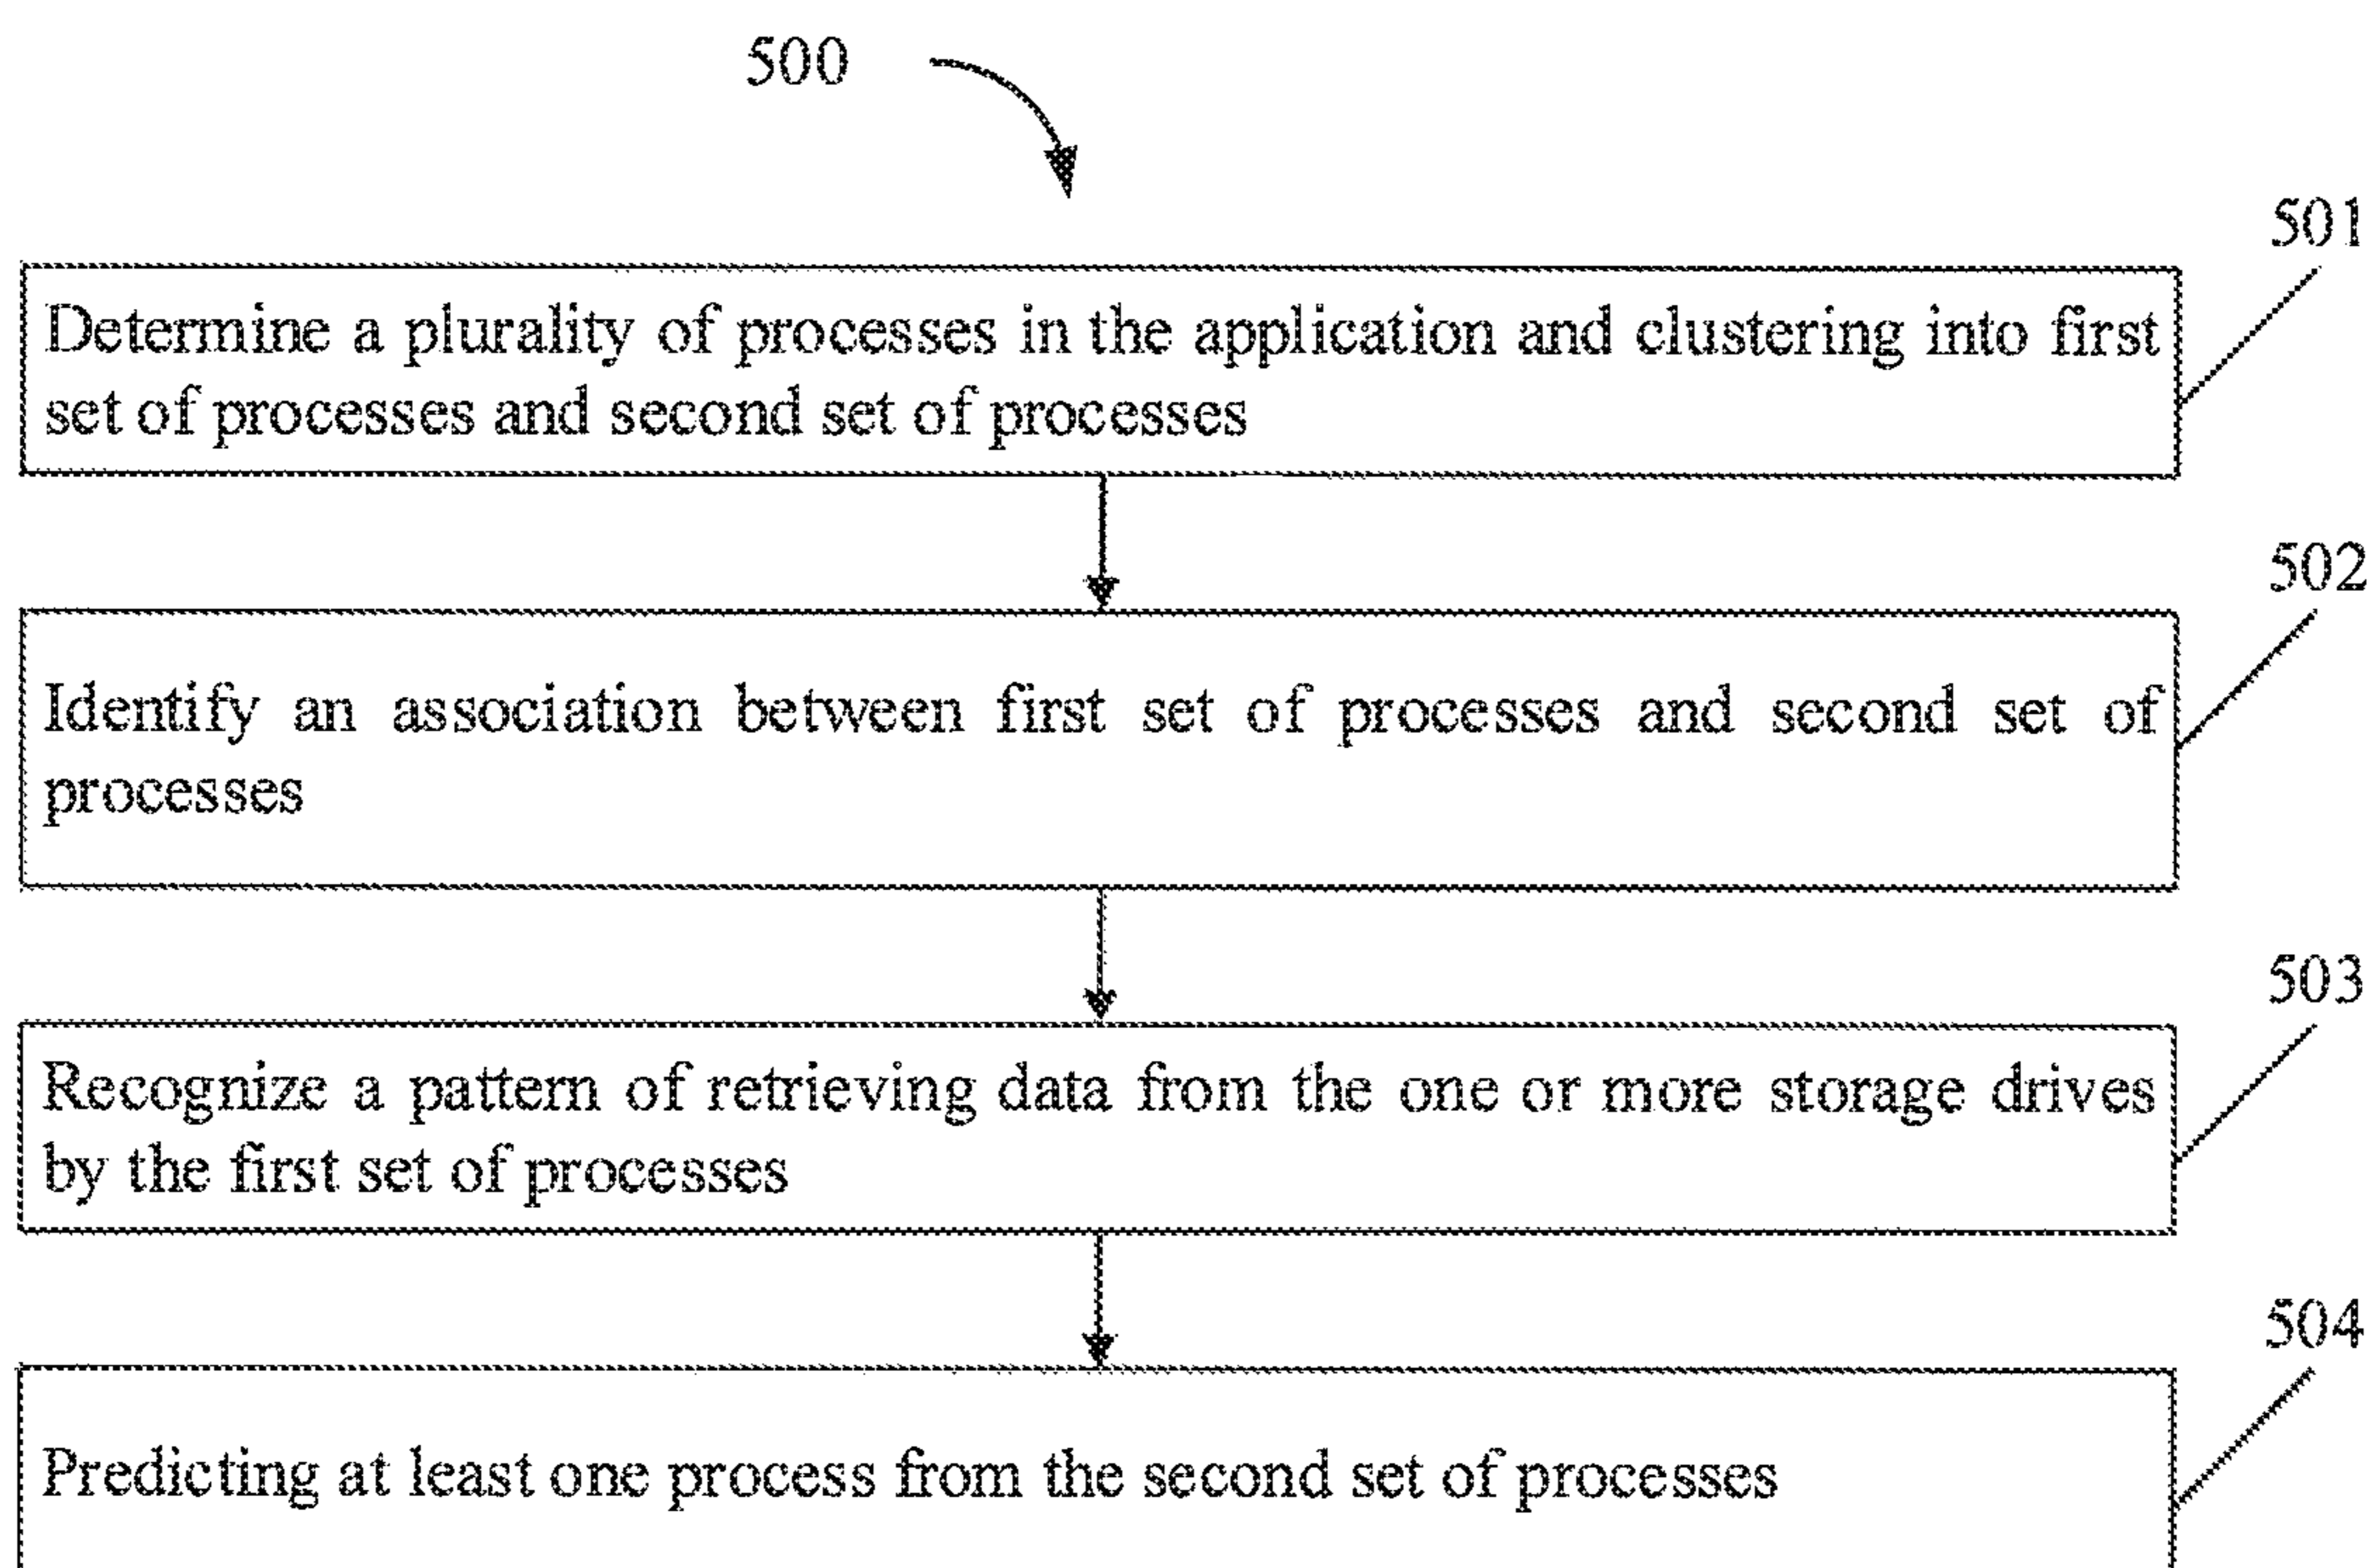 500
501
Determine a plurality of processes in the application and clustering into first
set of processes and second set of processes
502
Identify an association between first set of processes and second set of
processes
503
Recognize a pattern of retrieving data from the one or more storage drives
by the first set of processes
504
Predicting at least one process from the second set of processes